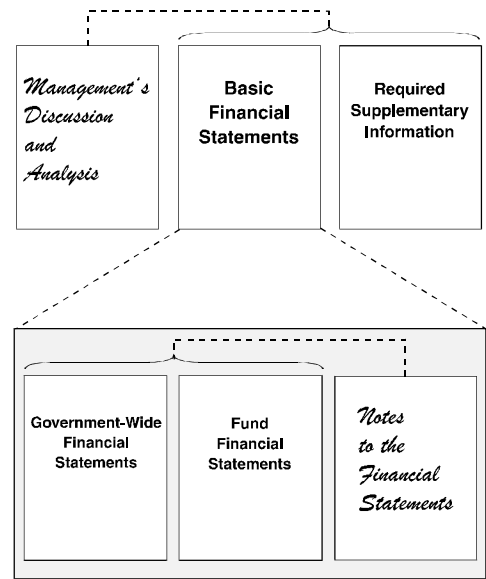 Management's
Discussion
and
Analysis
Basic
Financial
Statements
Required
Supplementary
Information
Government-Wide
Financial
Statements
Fund
Financial
Statements
Notes
to the
Financial
Statements